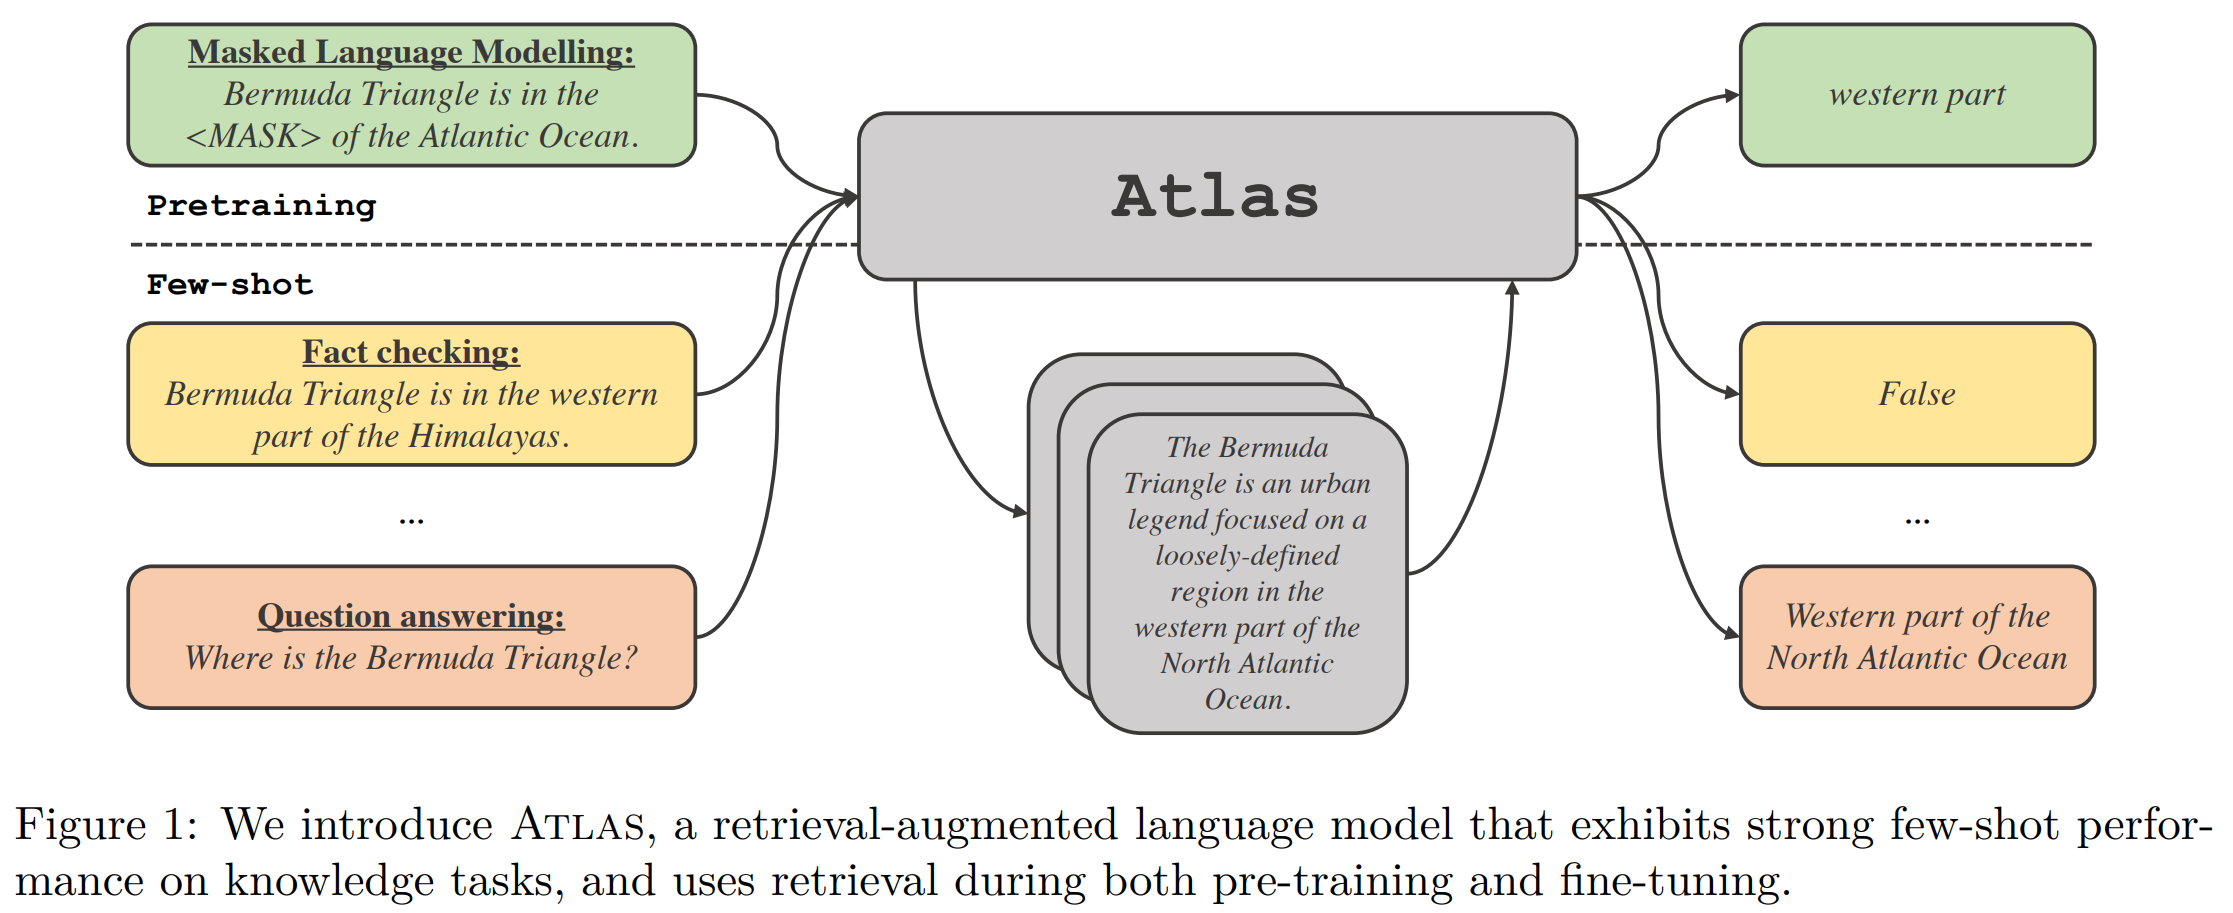 Masked Language Modelling:
Bermuda Triangle is in the
<MASK> of the Atlantic Ocean.
Pretraining
Few-shot
Fact checking:
Bermuda Triangle is in the western
part of the Himalayas.
...
Question answering:
Where is the Bermuda Triangle?
Atlas
The Bermuda
Triangle is an urban
legend focused on a
loosely-defined
region in the
western part of the
North Atlantic
Ocean.
western part
False
...
Western part of the
North Atlantic Ocean
Figure 1: We introduce ATLAS, a retrieval-augmented language model that exhibits strong few-shot perfor-
mance on knowledge tasks, and uses retrieval during both pre-training and fine-tuning.